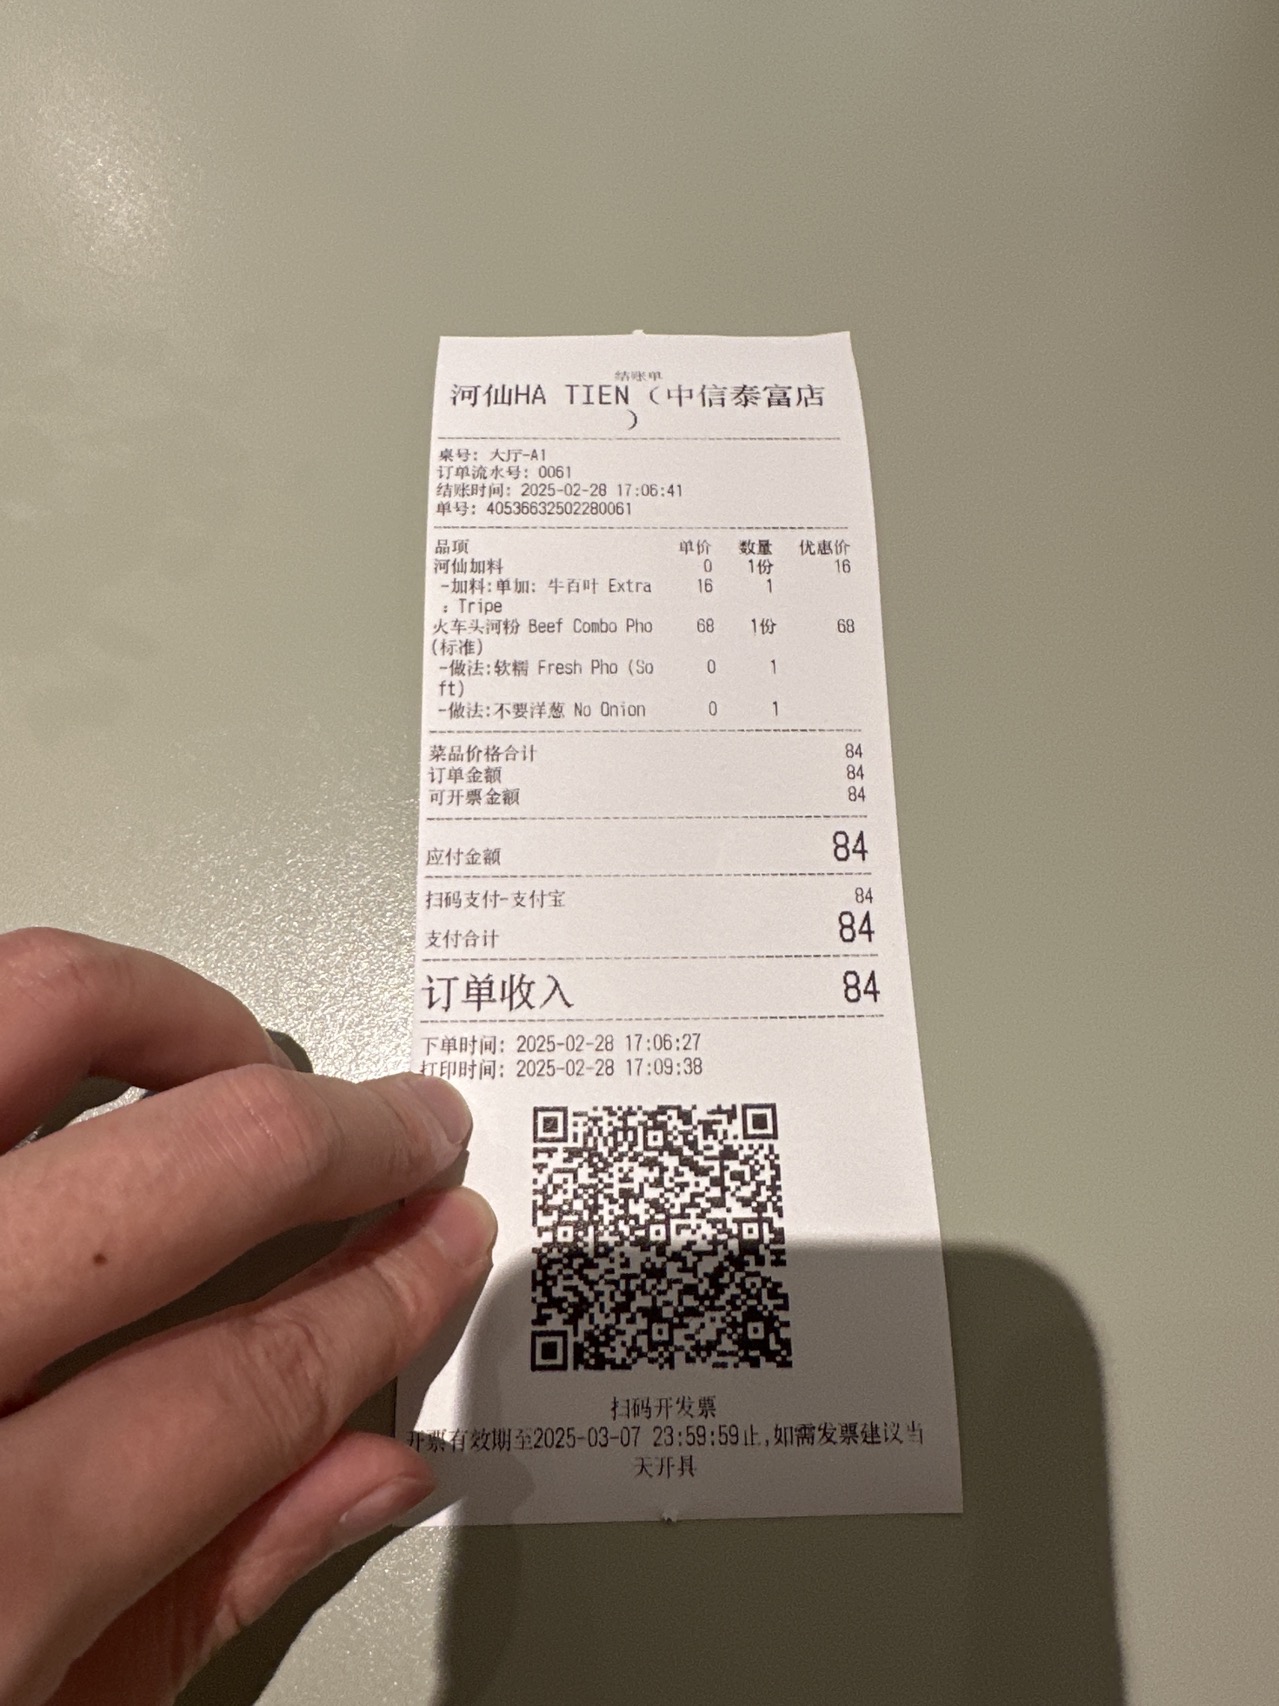 结账单
河仙HA TIEN（中信泰富店
）
桌号: 大厅-A1
订单流水号: 0061
结账时间: 2025-02-28 17:06:41
单号: 40536632502280061
品项 单价 数量 优惠价
河仙加料 0 1份 16
-加料:单加: 牛百叶 Extra 16 1
: Tripe
火车头河粉 Beef Combo Pho 68 1份 68
(标准)
-做法:软糯 Fresh Pho (So 0 1
ft)
-做法:不要洋葱 No Onion 0 1
菜品价格合计 84
订单金额 84
可开票金额 84
应付金额 84
扫码支付-支付宝 84
支付合计 84
订单收入 84
下单时间: 2025-02-28 17:06:27
打印时间: 2025-02-28 17:09:38
扫码开发票
开票有效期至2025-03-07 23:59:59止,如需发票建议当
天开具